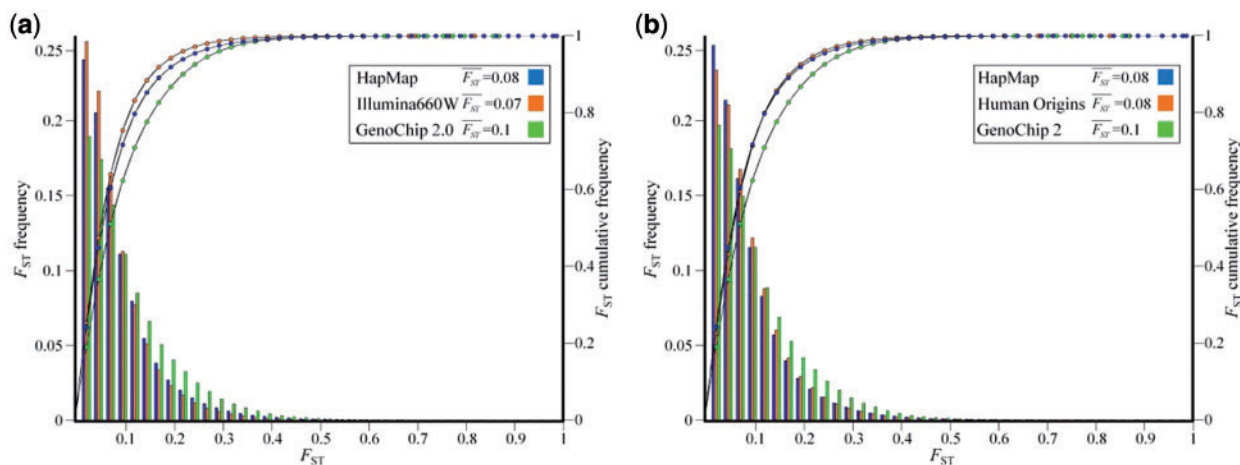 (a)
0.25
0.2
0.15
0.1
0.05
0
FST frequency
HapMap FST=0.08
Illumina660W FST=0.07
GenoChip 2.0 FST=0.1
1
0.8
0.6
0.4
0.2
0
FST cumulative frequency
0.1 0.2 0.3 0.4 0.5 0.6 0.7 0.8 0.9 1
FST
(b)
0.25
0.2
0.15
0.1
0.05
0
FST frequency
HapMap FST=0.08
Human Origins FST=0.08
GenoChip 2 FST=0.1
1
0.8
0.6
0.4
0.2
0
FST cumulative frequency
0.1 0.2 0.3 0.4 0.5 0.6 0.7 0.8 0.9 1
FST